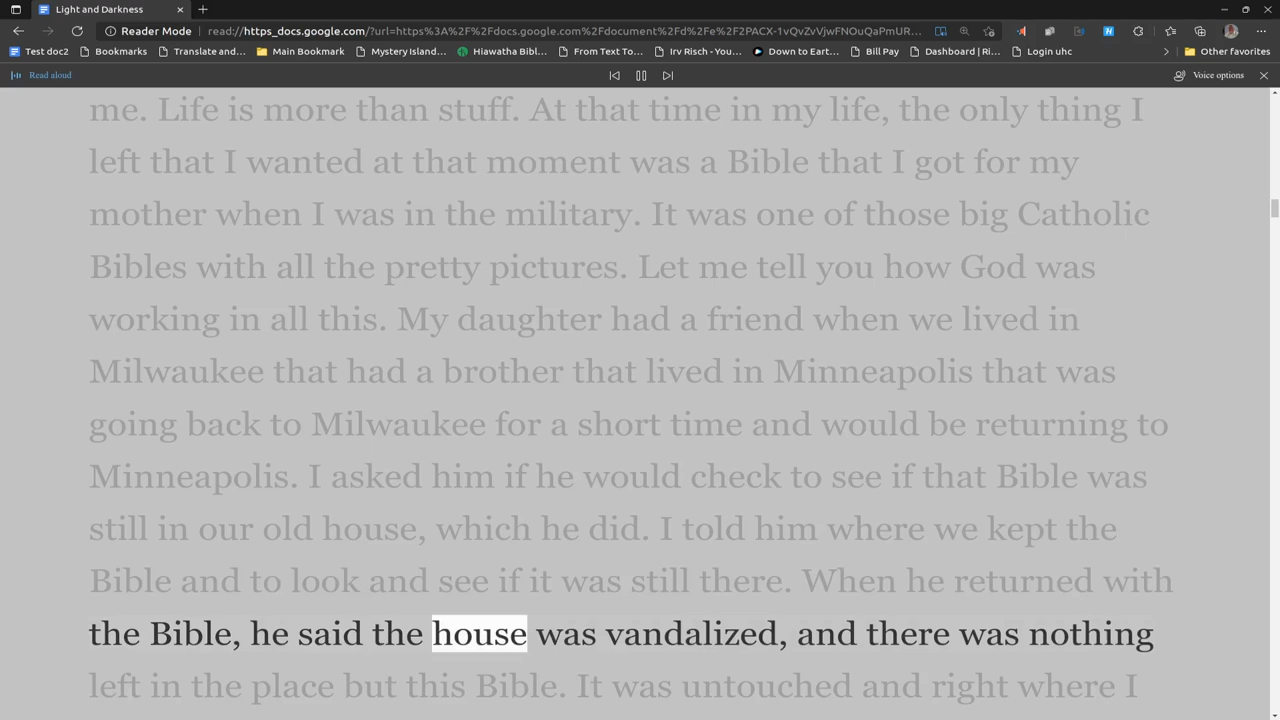 Light and Darkness
Reader Mode
read://https_docs.google.com/?url=https%3A%2F%2Fdocs.google.com%2Fdocument%2Fd%2Fe%2F2PACX-1vQvZvVjwFNOuQaPmUR...
Test doc2
Bookmarks
Translate and...
Main Bookmark
Mystery Island...
Hiawatha Bibl...
From Text To...
Irv Risch - You...
Down to Eart...
Bill Pay
Dashboard | Ri...
Login uhc
Other favorites
Read aloud
Voice options
me. Life is more than stuff. At that time in my life, the only thing I
left that I wanted at that moment was a Bible that I got for my
mother when I was in the military. It was one of those big Catholic
Bibles with all the pretty pictures. Let me tell you how God was
working in all this. My daughter had a friend when we lived in
Milwaukee that had a brother that lived in Minneapolis that was
going back to Milwaukee for a short time and would be returning to
Minneapolis. I asked him if he would check to see if that Bible was
still in our old house, which he did. I told him where we kept the
Bible and to look and see if it was still there. When he returned with
the Bible, he said the house was vandalized, and there was nothing
left in the place but this Bible. It was untouched and right where I